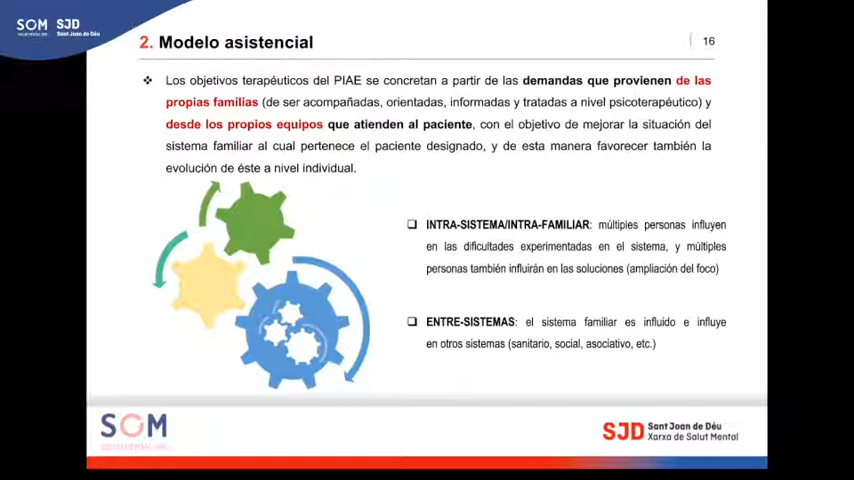 SOM
SJD
Sant Joan de Déu
2. Modelo asistencial
16
Los objetivos terapéuticos del PIAE se concretan a partir de las demandas que provienen de las
propias familias (de ser acompañadas, orientadas, informadas y tratadas a nivel psicoterapéutico) y
desde los propios equipos que atienden al paciente, con el objetivo de mejorar la situación del
sistema familiar al cual pertenece el paciente designado, y de esta manera favorecer también la
evolución de éste a nivel individual.
INTRA-SISTEMA/INTRA-FAMILIAR: múltiples personas influyen
en las dificultades experimentadas en el sistema, y múltiples
personas también influirán en las soluciones (ampliación del foco)
ENTRE-SISTEMAS: el sistema familiar es influido e influye
en otros sistemas (sanitario, social, asociativo, etc.)
SOM
SJD Sant Joan de Déu
Xarxa de Salut Mental